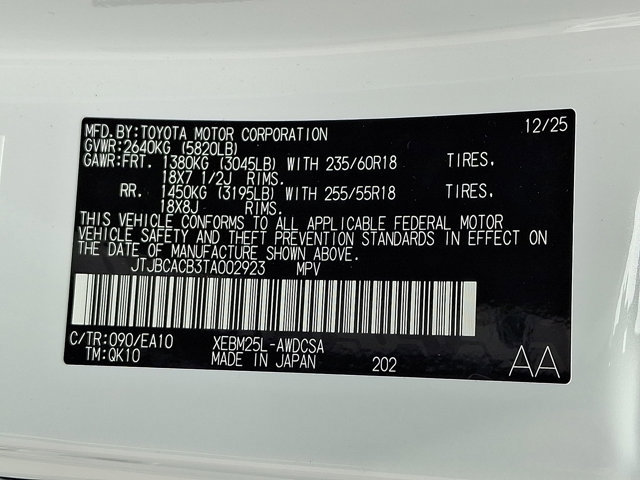 MFD. BY: TOYOTA MOTOR CORPORATION 12/25
GVWR: 2640KG (5820LB)
GAWR: FRT. 1380KG (3045LB) WITH 235/60R18 TIRES.
18X7 1/2J RIMS.
RR. 1450KG (3195LB) WITH 255/55R18 TIRES.
18X8J RIMS.
THIS VEHICLE CONFORMS TO ALL APPLICABLE FEDERAL MOTOR
VEHICLE SAFETY AND THEFT PREVENTION STANDARDS IN EFFECT ON
THE DATE OF MANUFACTURE SHOWN ABOVE.
JTJBCACB3TA002923 MPV
C/TR: 090/EA10 XEBM25L-AWDCSA
TM: QK10 MADE IN JAPAN 202 AA